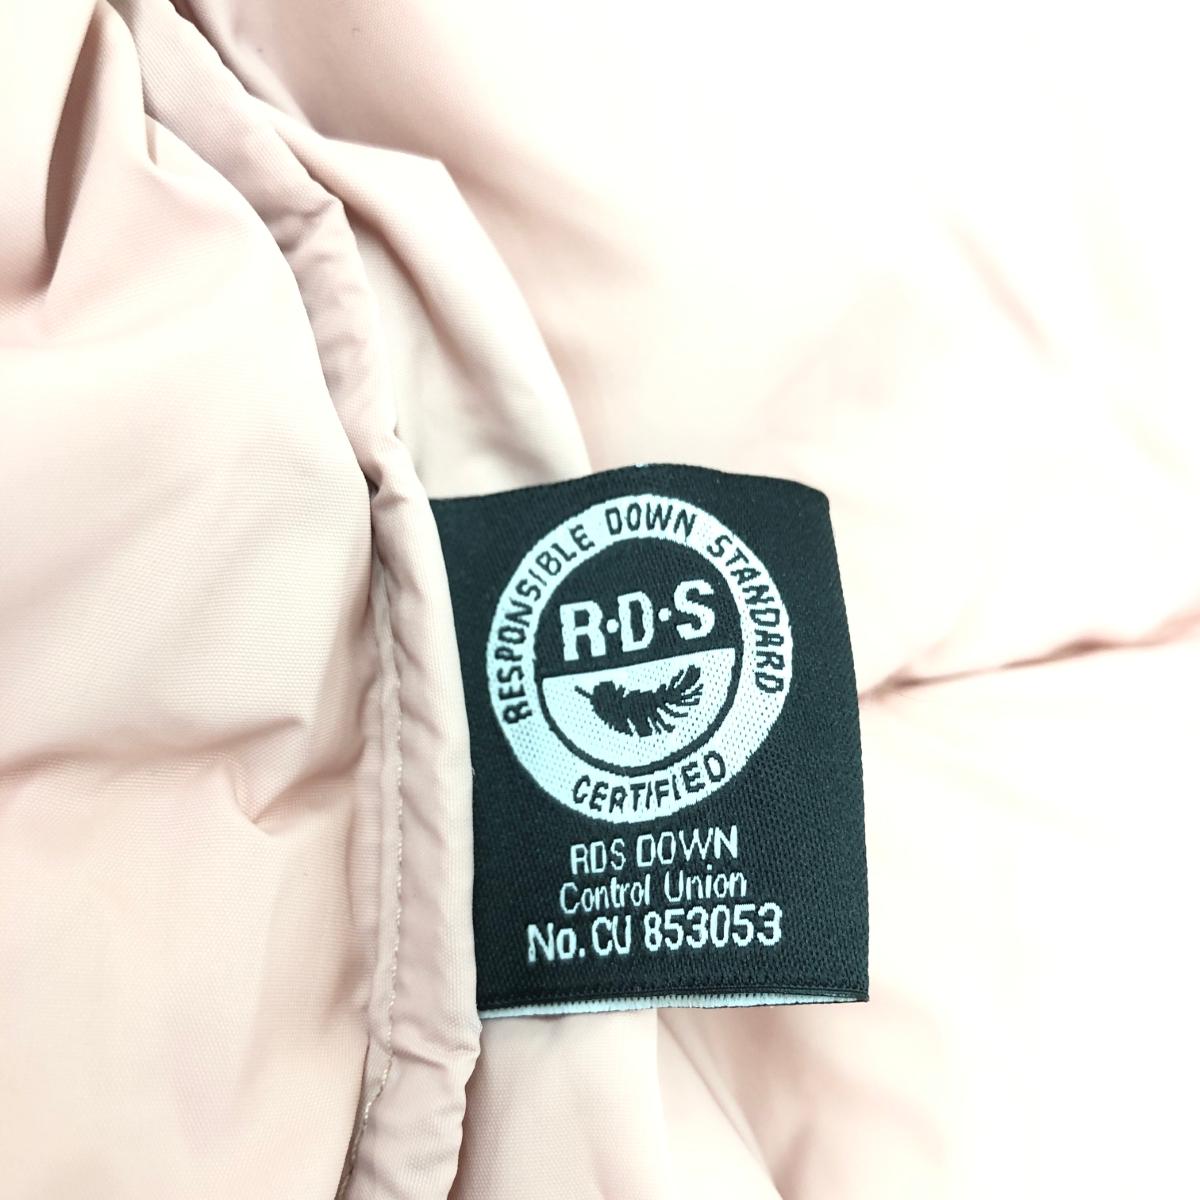 RESPONSIBLE DOWN STANDARD
R·D·S
CERTIFIED
RDS DOWN
Control Union
No. CU 853053